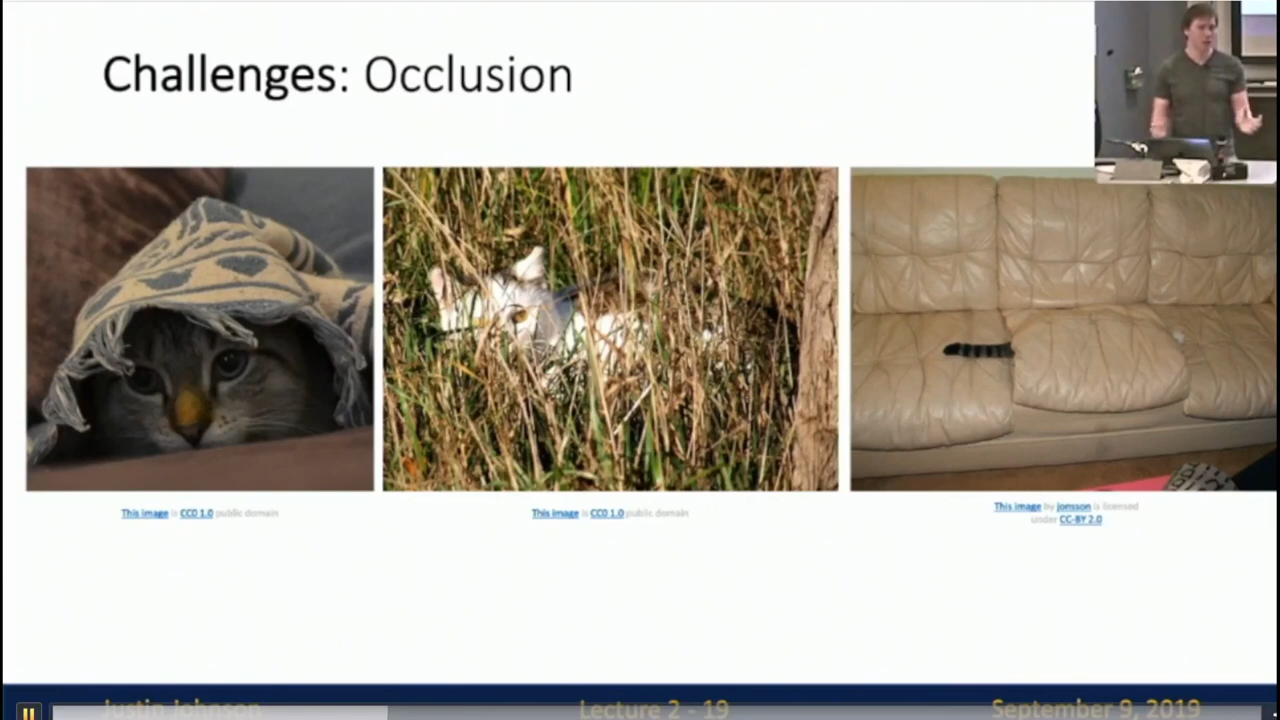 Challenges: Occlusion
This image is CC0 1.0 public domain
This image is CC0 1.0 public domain
This image by jonsson is licensed
under CC-BY 2.0
Justin Johnson
Lecture 2 - 19
September 9, 2019